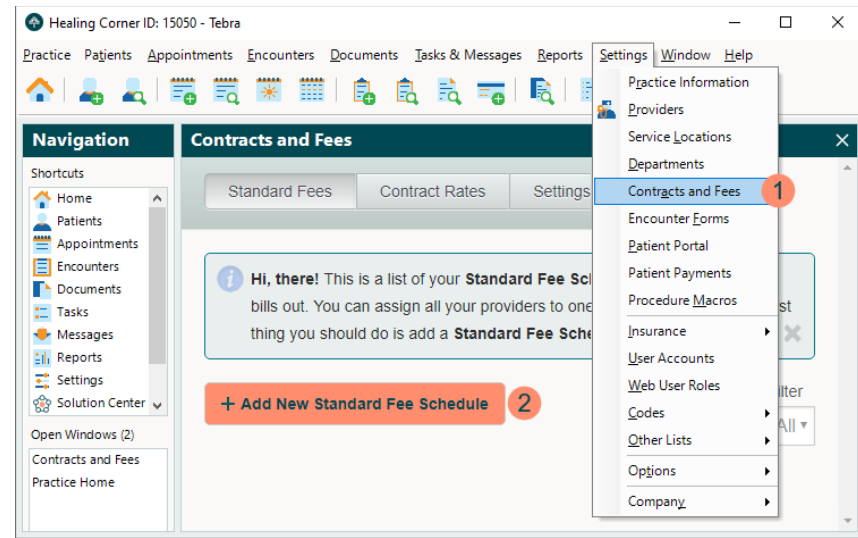 Healing Corner ID: 15050 - Tebra
Practice Patients Appointments Encounters Documents Tasks & Messages Reports Settings Window Help
Navigation
Shortcuts
Home
Patients
Appointments
Encounters
Documents
Tasks
Messages
Reports
Settings
Solution Center
Open Windows (2)
Contracts and Fees
Practice Home
Contracts and Fees
Standard Fees Contract Rates Settings
Hi, there! This is a list of your Standard Fee Sc
bills out. You can assign all your providers to one st
thing you should do is add a Standard Fee Sche
+ Add New Standard Fee Schedule 2
ilter
All
Practice Information
Providers
Service Locations
Departments
Contracts and Fees 1
Encounter Forms
Patient Portal
Patient Payments
Procedure Macros
Insurance
User Accounts
Web User Roles
Codes
Other Lists
Options
Company